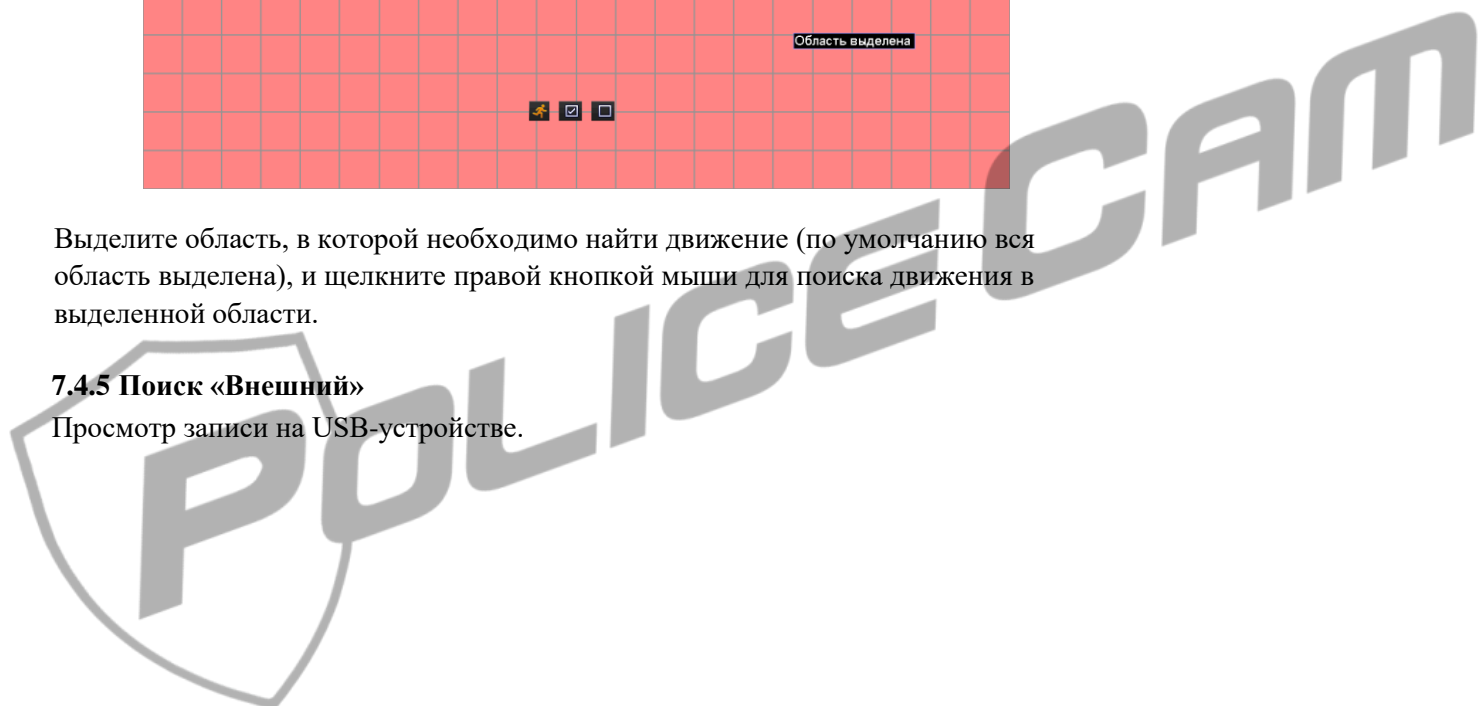 Область выделена
Выделите область, в которой необходимо найти движение (по умолчанию вся
область выделена), и щелкните правой кнопкой мыши для поиска движения в
выделенной области.
7.4.5 Поиск «Внешний»
Просмотр записи на USB-устройстве.
POLICECAM